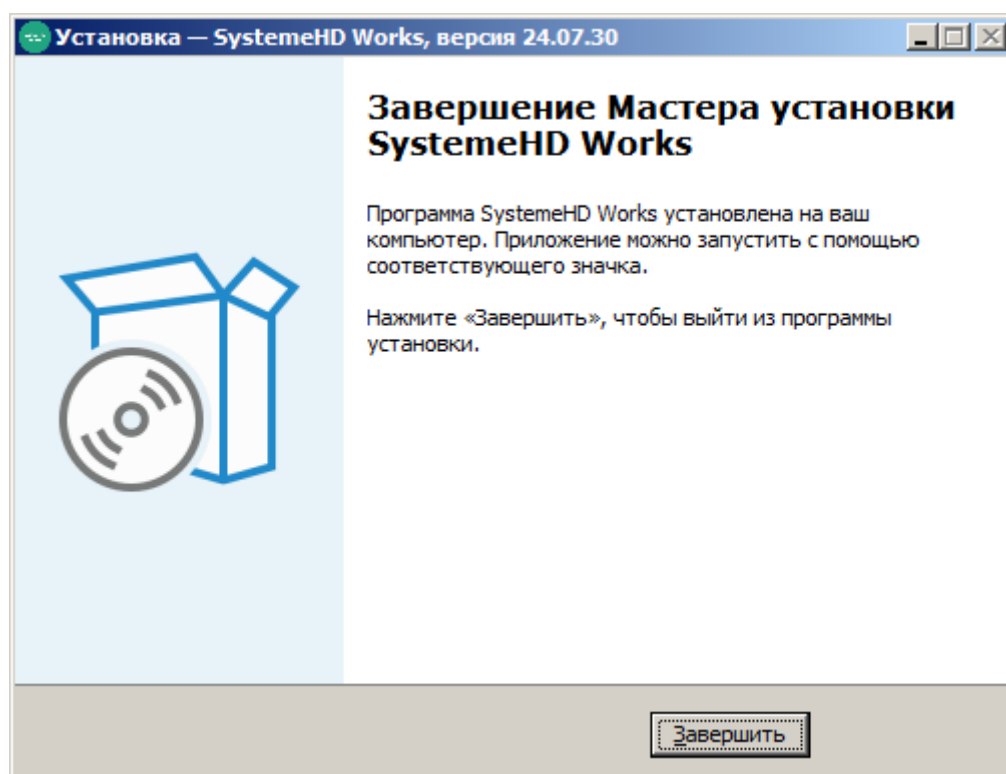 Установка — SystemeHD Works, версия 24.07.30
Завершение Мастера установки
SystemeHD Works
Программа SystemeHD Works установлена на ваш
компьютер. Приложение можно запустить с помощью
соответствующего значка.
Нажмите «Завершить», чтобы выйти из программы
установки.
Завершить